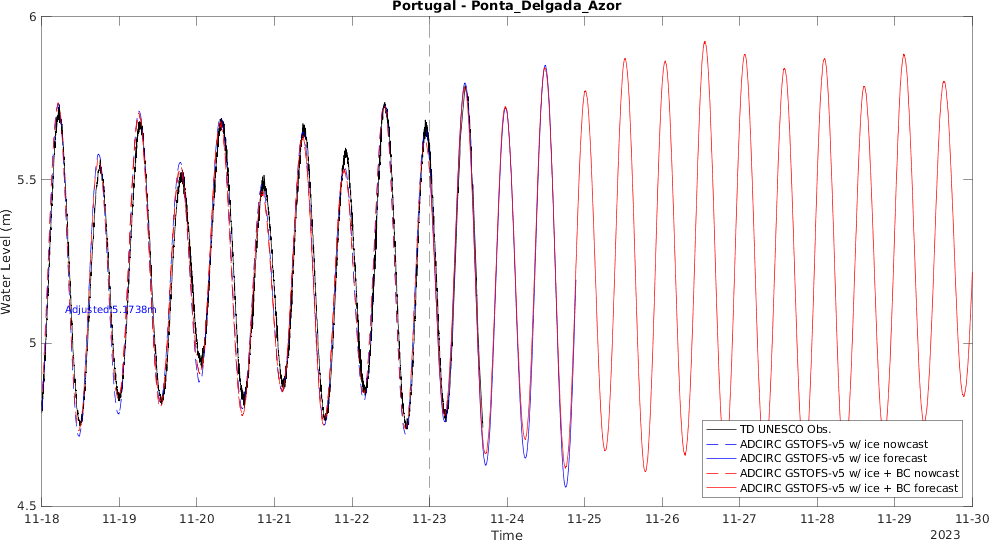 Portugal - Ponta_Delgada_Azor
6
5.5
5
4.5
Water Level (m)
Adjusted:5.1738m
TD UNESCO Obs.
ADCIRC GSTOFS-v5 w/ ice nowcast
ADCIRC GSTOFS-v5 w/ ice forecast
ADCIRC GSTOFS-v5 w/ ice + BC nowcast
ADCIRC GSTOFS-v5 w/ ice + BC forecast
11-18 11-19 11-20 11-21 11-22 11-23 11-24 11-25 11-26 11-27 11-28 11-29 11-30
Time
2023